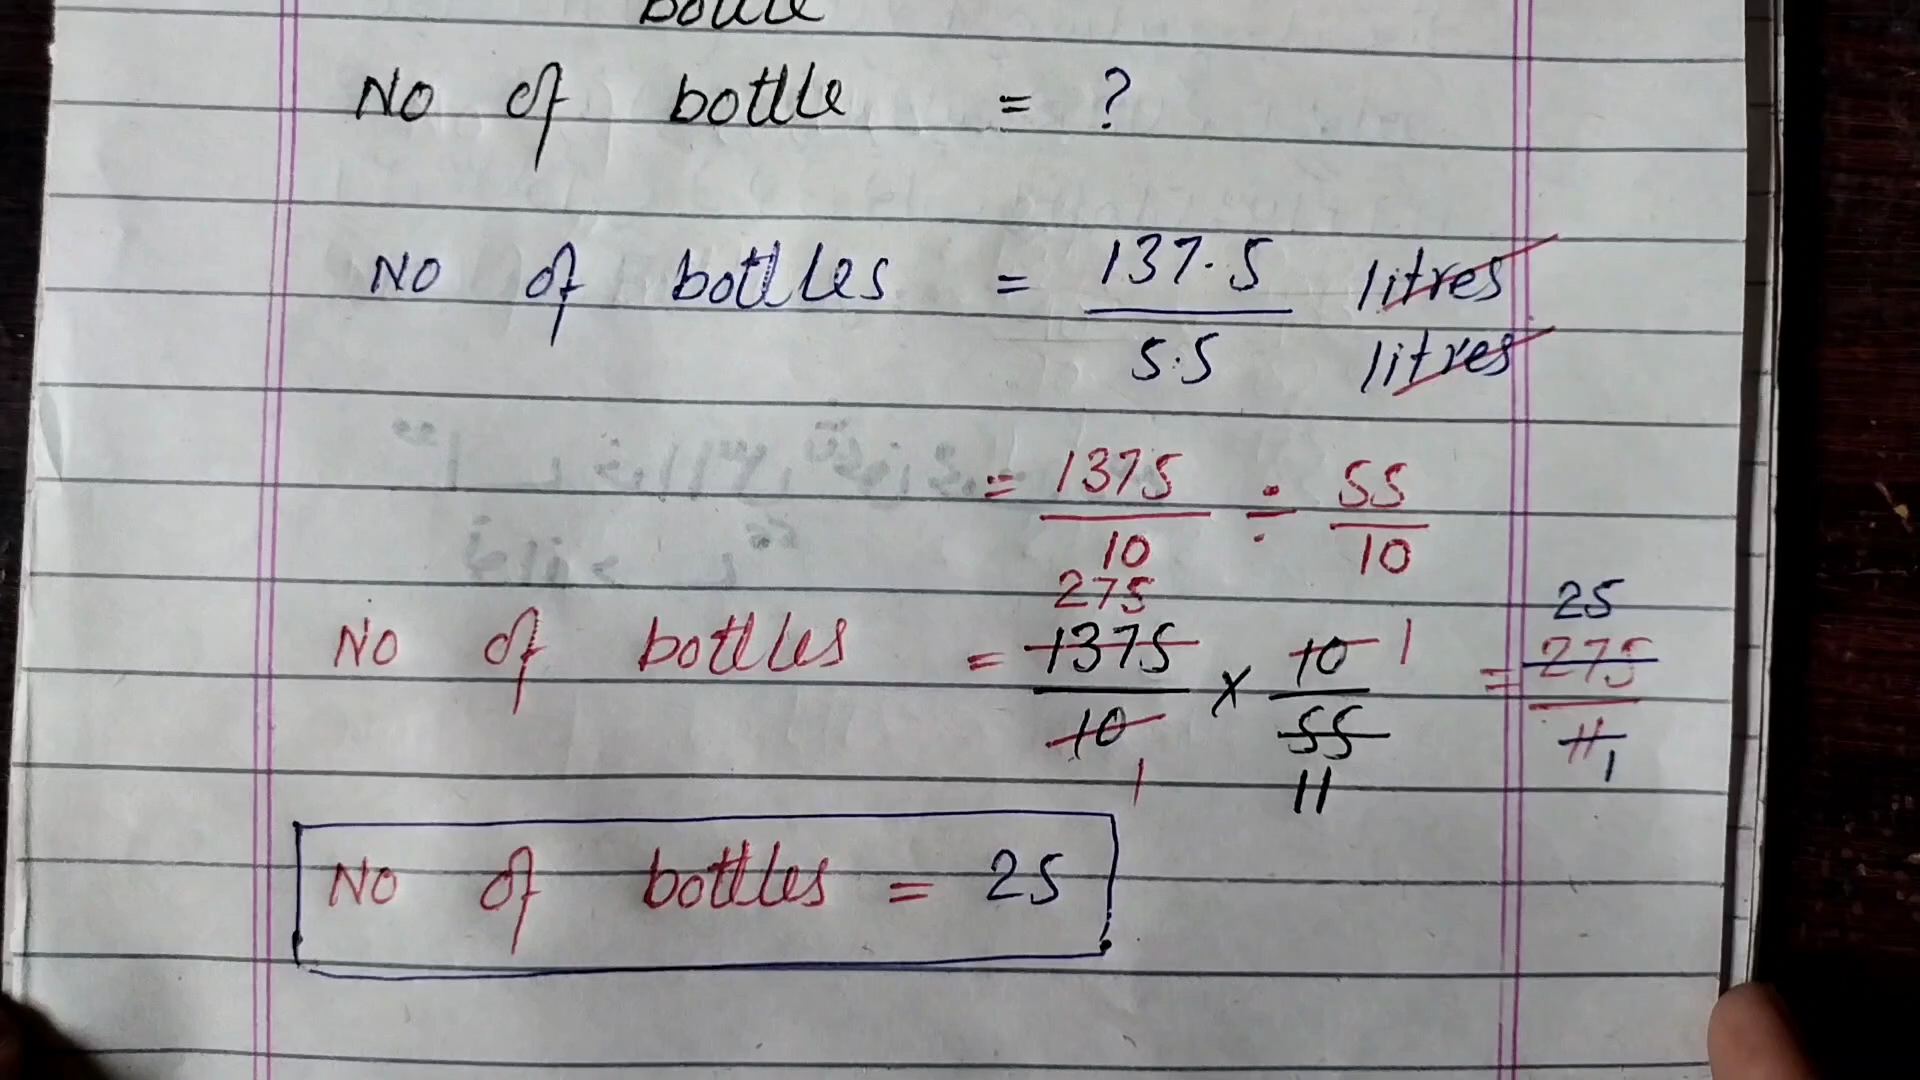 bottle
No of bottle = ?
No of bottles = 137.5 litres
5.5 litres
= 1375 ÷ 55
10 10
275 25
No of bottles = 1375 × 10 1 = 275
10 55 11
1 11 1
No of bottles = 25